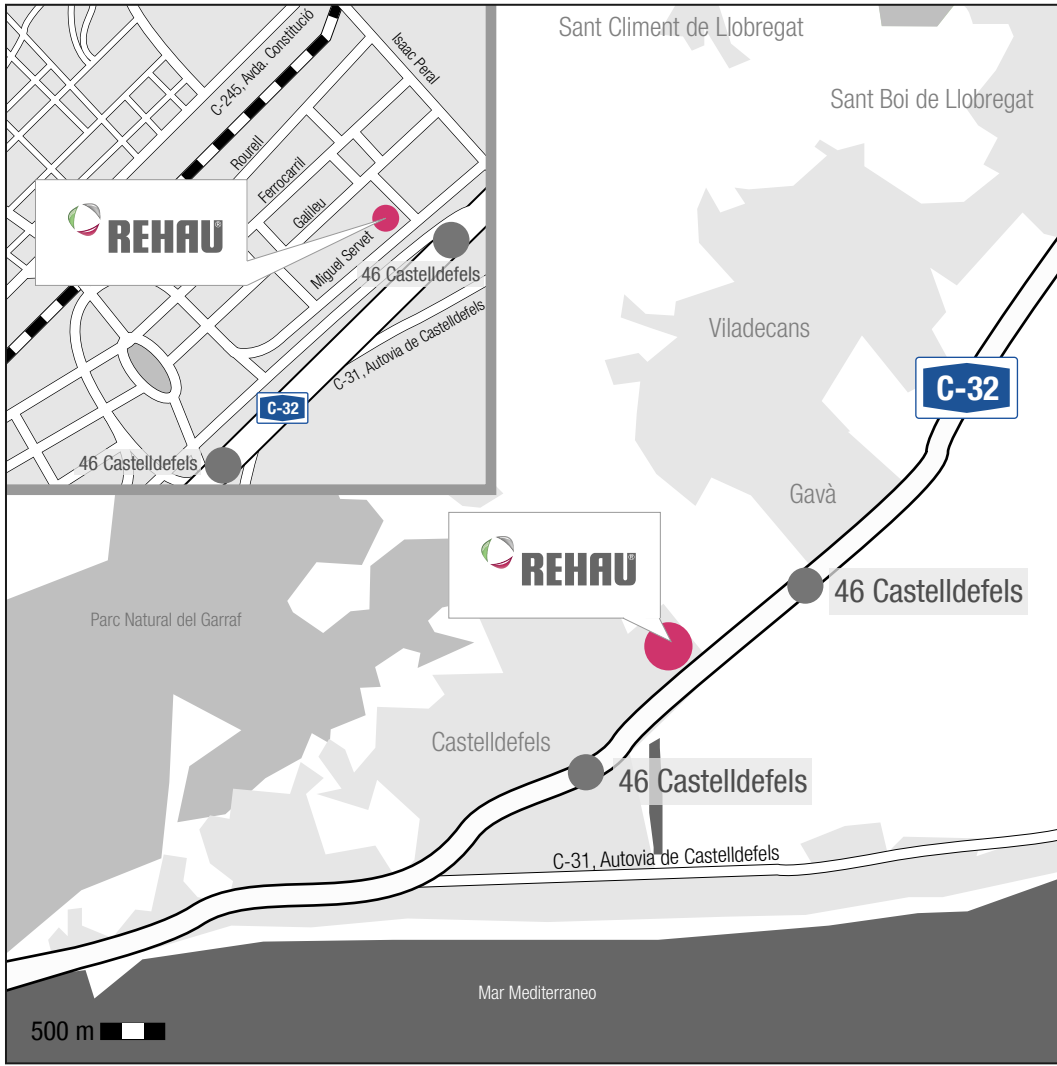 Sant Climent de Llobregat
Sant Boi de Llobregat
C-245, Avda. Constitució
Isaac Peral
Rourell
Ferrocarril
Galileu
REHAU®
Miguel Servet
46 Castelldefels
C-31, Autovia de Castelldefels
C-32
46 Castelldefels
Viladecans
C-32
Gavà
REHAU®
46 Castelldefels
Parc Natural del Garraf
Castelldefels
46 Castelldefels
C-31, Autovia de Castelldefels
Mar Mediterraneo
500 m